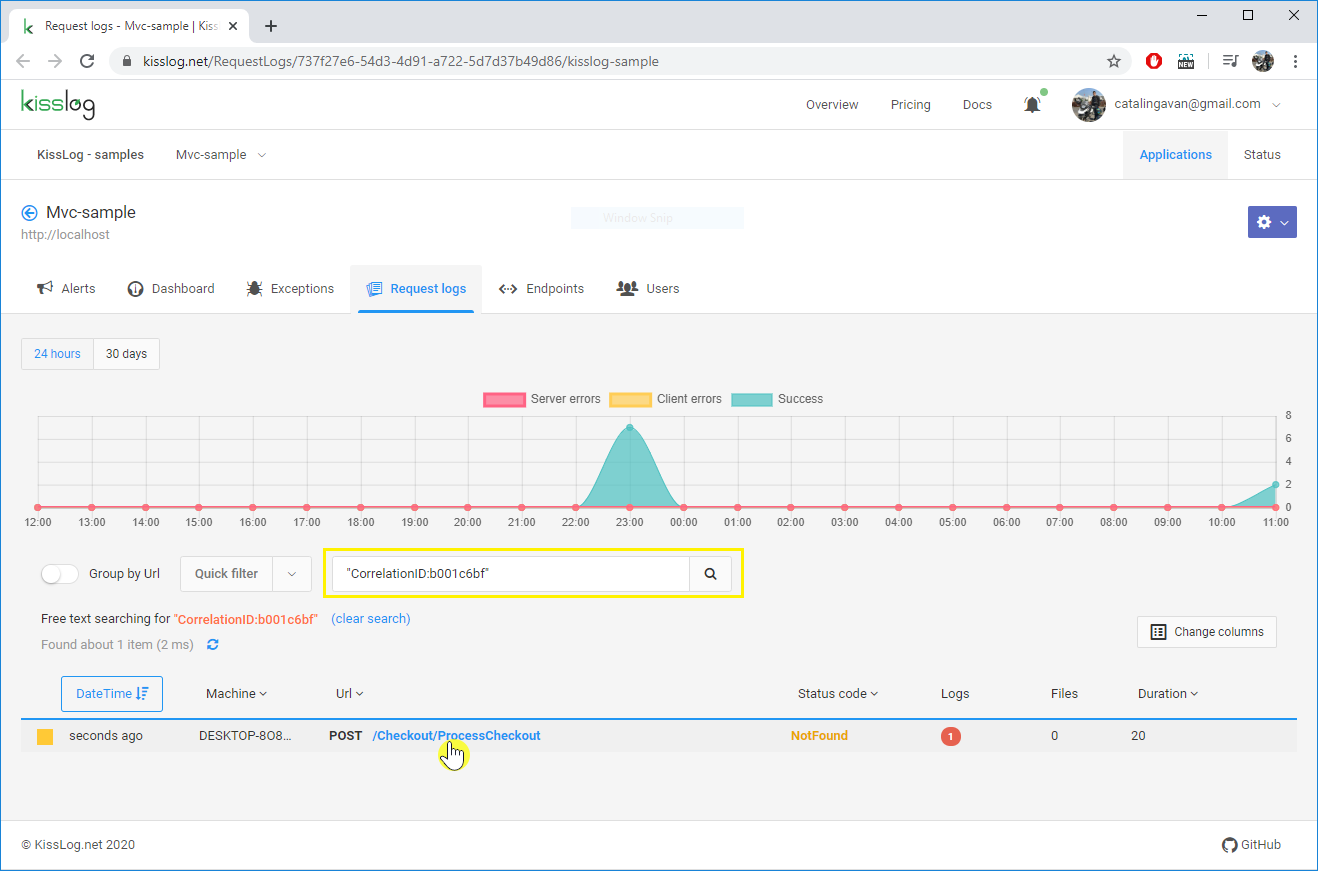 Request logs - Mvc-sample | Kiss
kisslog.net/RequestLogs/737f27e6-54d3-4d91-a722-5d7d37b49d86/kisslog-sample
NEW
kisslog
Overview Pricing Docs catalingavan@gmail.com
KissLog - samples Mvc-sample Applications Status
Mvc-sample
Window Snip
http://localhost
Alerts Dashboard Exceptions Request logs Endpoints Users
24 hours 30 days
Server errors Client errors Success
8
6
4
2
0
12:00 13:00 14:00 15:00 16:00 17:00 18:00 19:00 20:00 21:00 22:00 23:00 00:00 01:00 02:00 03:00 04:00 05:00 06:00 07:00 08:00 09:00 10:00 11:00
Group by Url Quick filter "CorrelationID:b001c6bf"
Free text searching for "CorrelationID:b001c6bf" (clear search)
Found about 1 item (2 ms)
Change columns
DateTime Machine Url Status code Logs Files Duration
seconds ago DESKTOP-8O8... POST /Checkout/ProcessCheckout NotFound 1 0 20
© KissLog.net 2020 GitHub